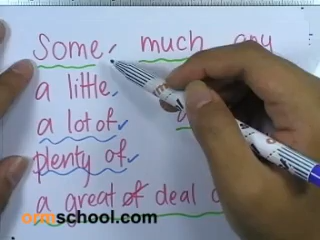 Some much any
a little
a lot of
plenty of
a great of deal
ormschool.com